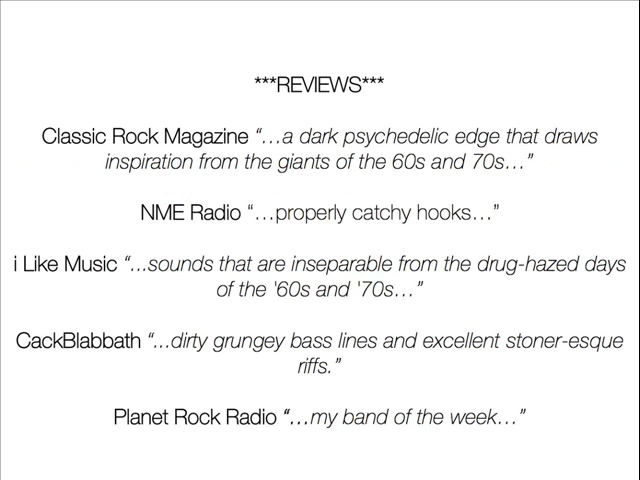 ***REVIEWS***
Classic Rock Magazine “…a dark psychedelic edge that draws
inspiration from the giants of the 60s and 70s…”
NME Radio “…properly catchy hooks…”
i Like Music “...sounds that are inseparable from the drug-hazed days
of the '60s and '70s…”
CackBlabbath “...dirty grungey bass lines and excellent stoner-esque
riffs.”
Planet Rock Radio “…my band of the week…”